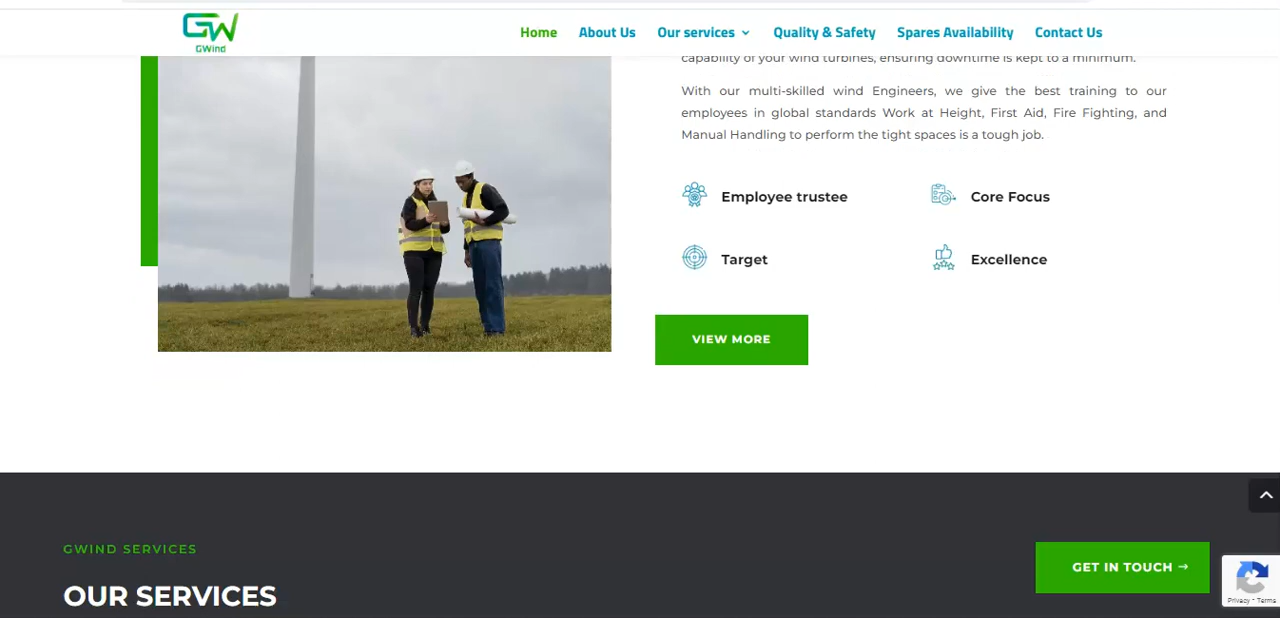 GW
GWind
Home About Us Our services Quality & Safety Spares Availability Contact Us
capability of your wind turbines, ensuring downtime is kept to a minimum.
With our multi-skilled wind Engineers, we give the best training to our
employees in global standards Work at Height, First Aid, Fire Fighting, and
Manual Handling to perform the tight spaces is a tough job.
Employee trustee
Core Focus
Target
Excellence
VIEW MORE
GWIND SERVICES
OUR SERVICES
GET IN TOUCH →
Privacy - Terms